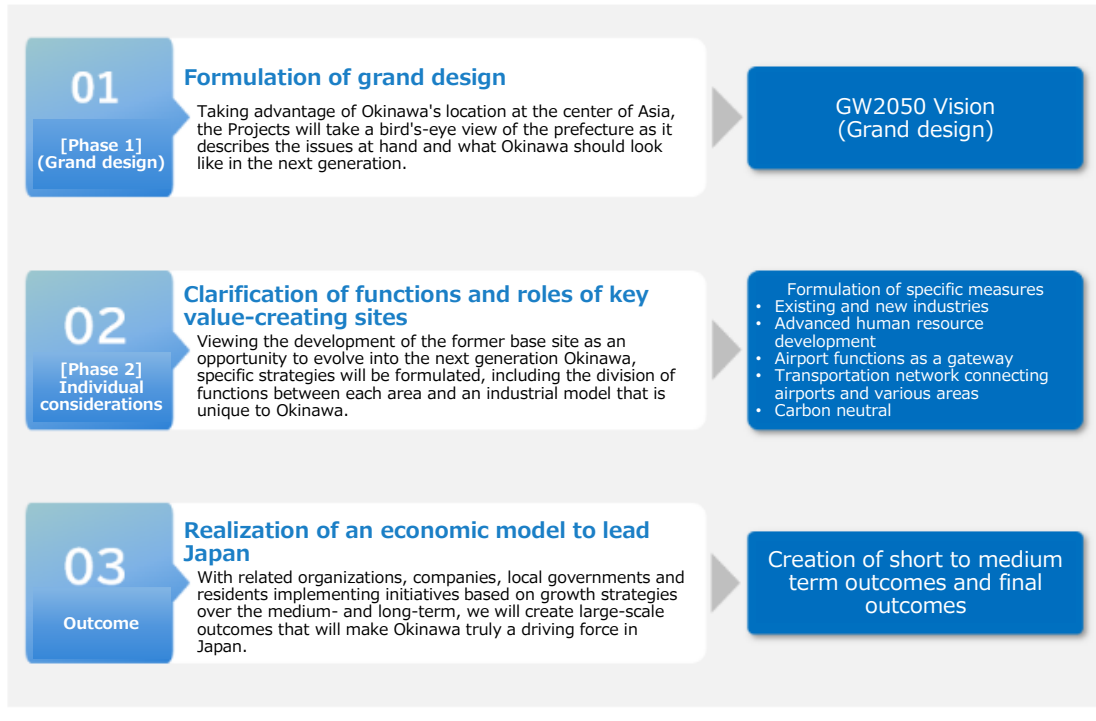 01
[Phase 1]
(Grand design)
Formulation of grand design
Taking advantage of Okinawa's location at the center of Asia,
the Projects will take a bird's-eye view of the prefecture as it
describes the issues at hand and what Okinawa should look
like in the next generation.
GW2050 Vision
(Grand design)
02
[Phase 2]
Individual
considerations
Clarification of functions and roles of key
value-creating sites
Viewing the development of the former base site as an
opportunity to evolve into the next generation Okinawa,
specific strategies will be formulated, including the division of
functions between each area and an industrial model that is
unique to Okinawa.
Formulation of specific measures
• Existing and new industries
• Advanced human resource
development
• Airport functions as a gateway
• Transportation network connecting
airports and various areas
• Carbon neutral
03
Outcome
Realization of an economic model to lead
Japan
With related organizations, companies, local governments and
residents implementing initiatives based on growth strategies
over the medium- and long-term, we will create large-scale
outcomes that will make Okinawa truly a driving force in
Japan.
Creation of short to medium
term outcomes and final
outcomes